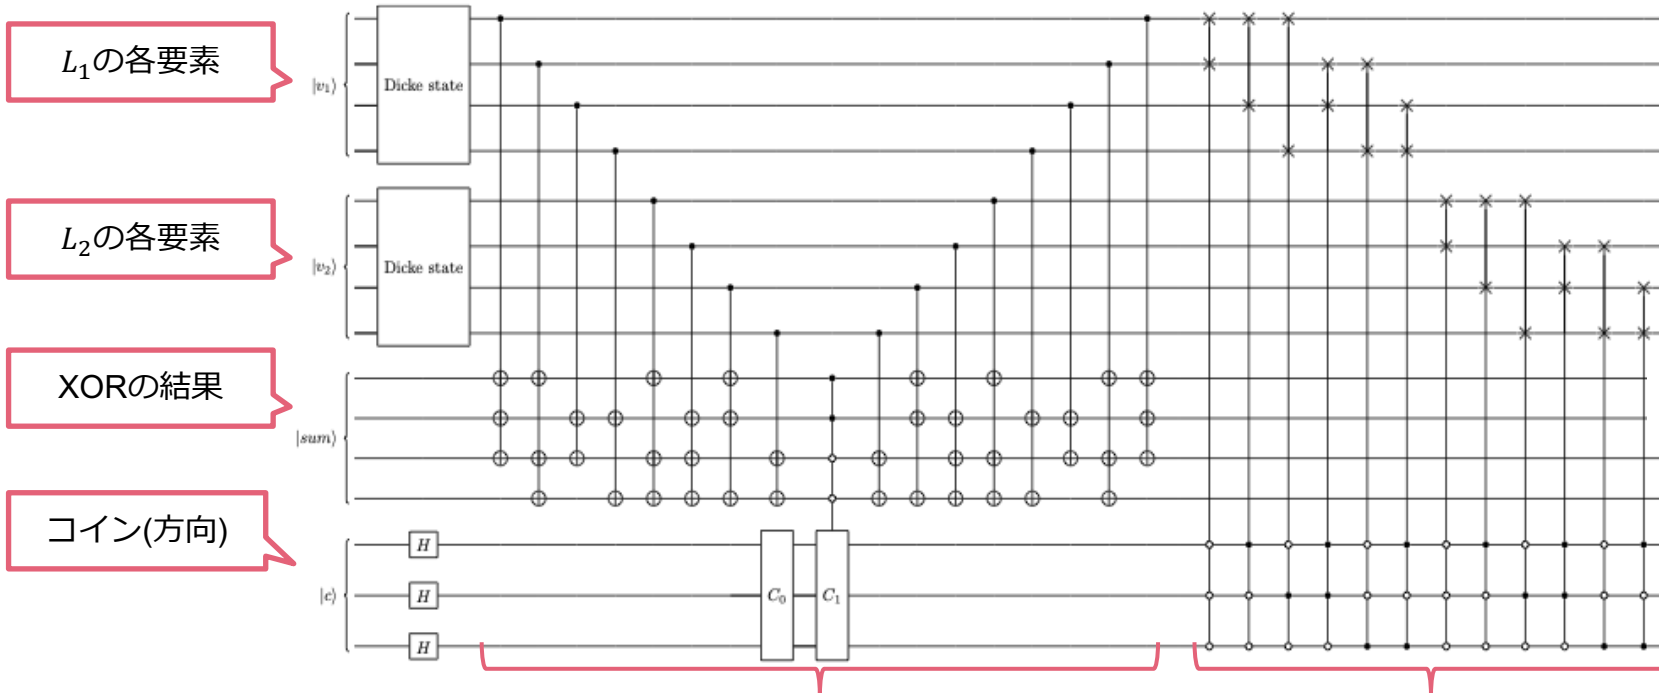 L₁の各要素
|v₁⟩
Dicke state
L₂の各要素
|v₂⟩
Dicke state
XORの結果
|sum⟩
コイン(方向)
|c⟩
H
H
H
C₀
C₁